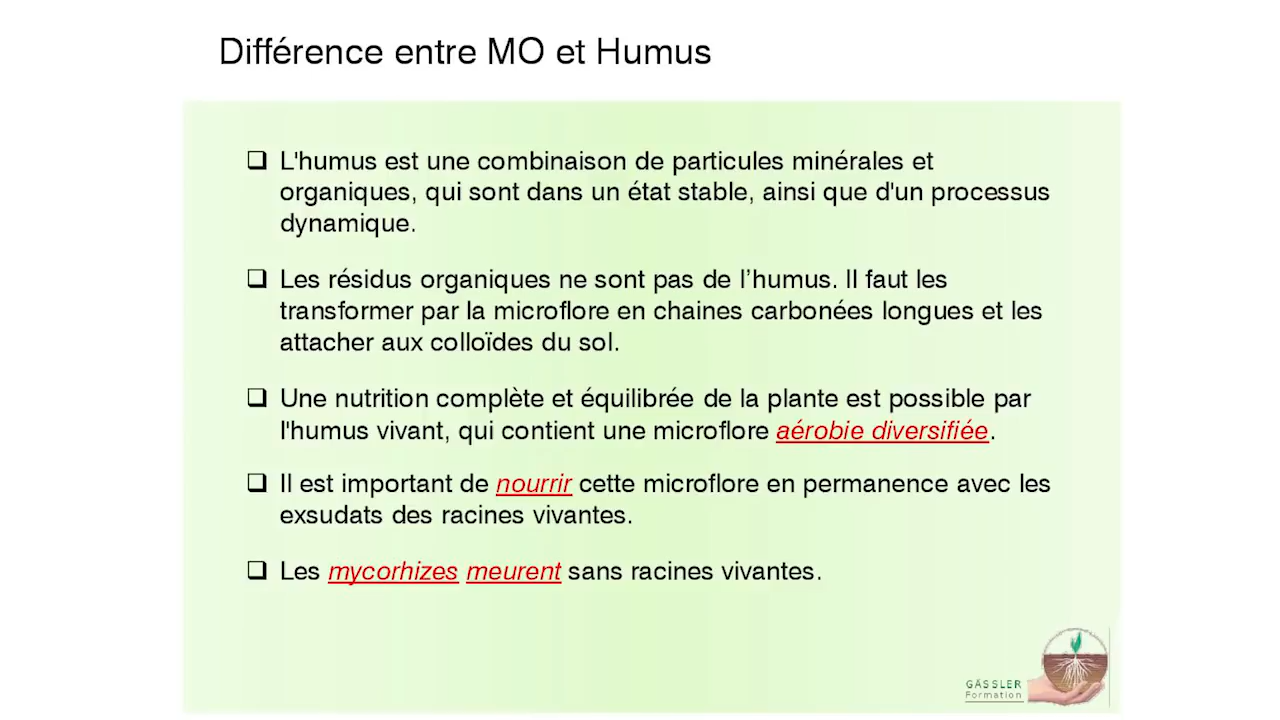 Différence entre MO et Humus
❑ L'humus est une combinaison de particules minérales et
organiques, qui sont dans un état stable, ainsi que d'un processus
dynamique.
❑ Les résidus organiques ne sont pas de l’humus. Il faut les
transformer par la microflore en chaines carbonées longues et les
attacher aux colloïdes du sol.
❑ Une nutrition complète et équilibrée de la plante est possible par
l'humus vivant, qui contient une microflore aérobie diversifiée.
❑ Il est important de nourrir cette microflore en permanence avec les
exsudats des racines vivantes.
❑ Les mycorhizes meurent sans racines vivantes.
GÄSSLER
Formation